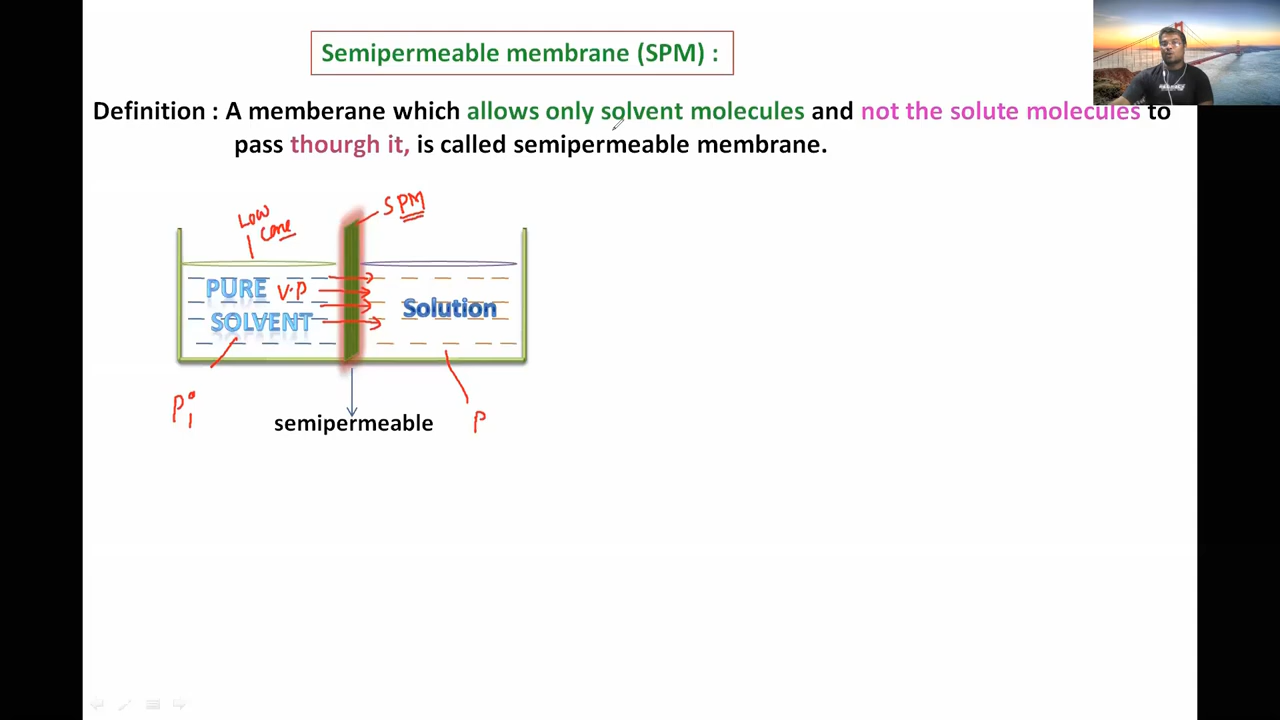 Semipermeable membrane (SPM) :
Definition : A memberane which allows only solvent molecules and not the solute molecules to
pass thourgh it, is called semipermeable membrane.
SPM
Low
Conc
PURE V.P
SOLVENT
Solution
P°1
P
semipermeable